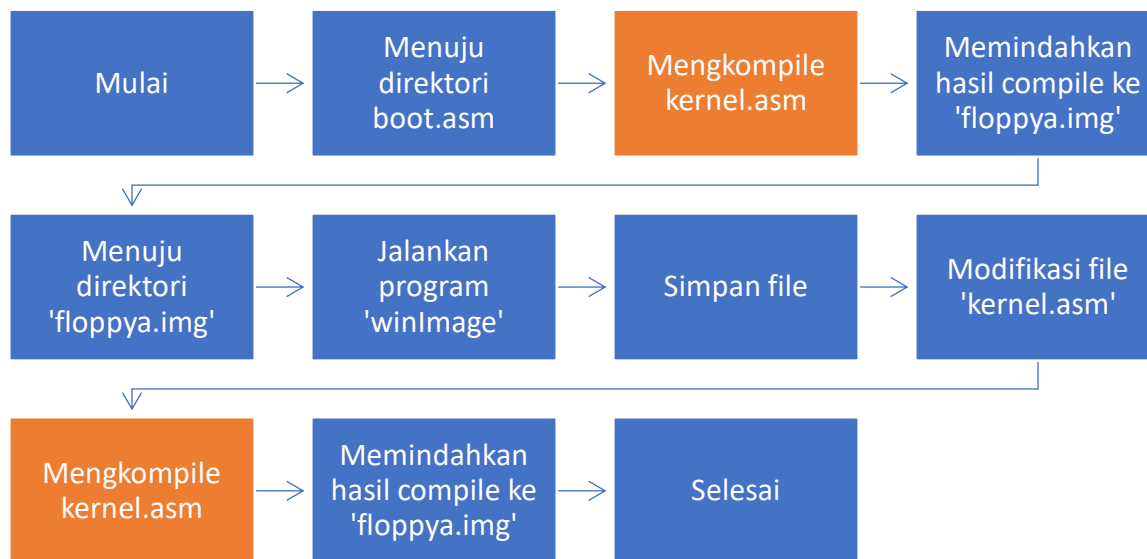 Mulai
Menuju
direktori
boot.asm
Mengkompile
kernel.asm
Memindahkan
hasil compile ke
'floppya.img'
Menuju
direktori
'floppya.img'
Jalankan
program
'winImage'
Simpan file
Modifikasi file
'kernel.asm'
Mengkompile
kernel.asm
Memindahkan
hasil compile ke
'floppya.img'
Selesai